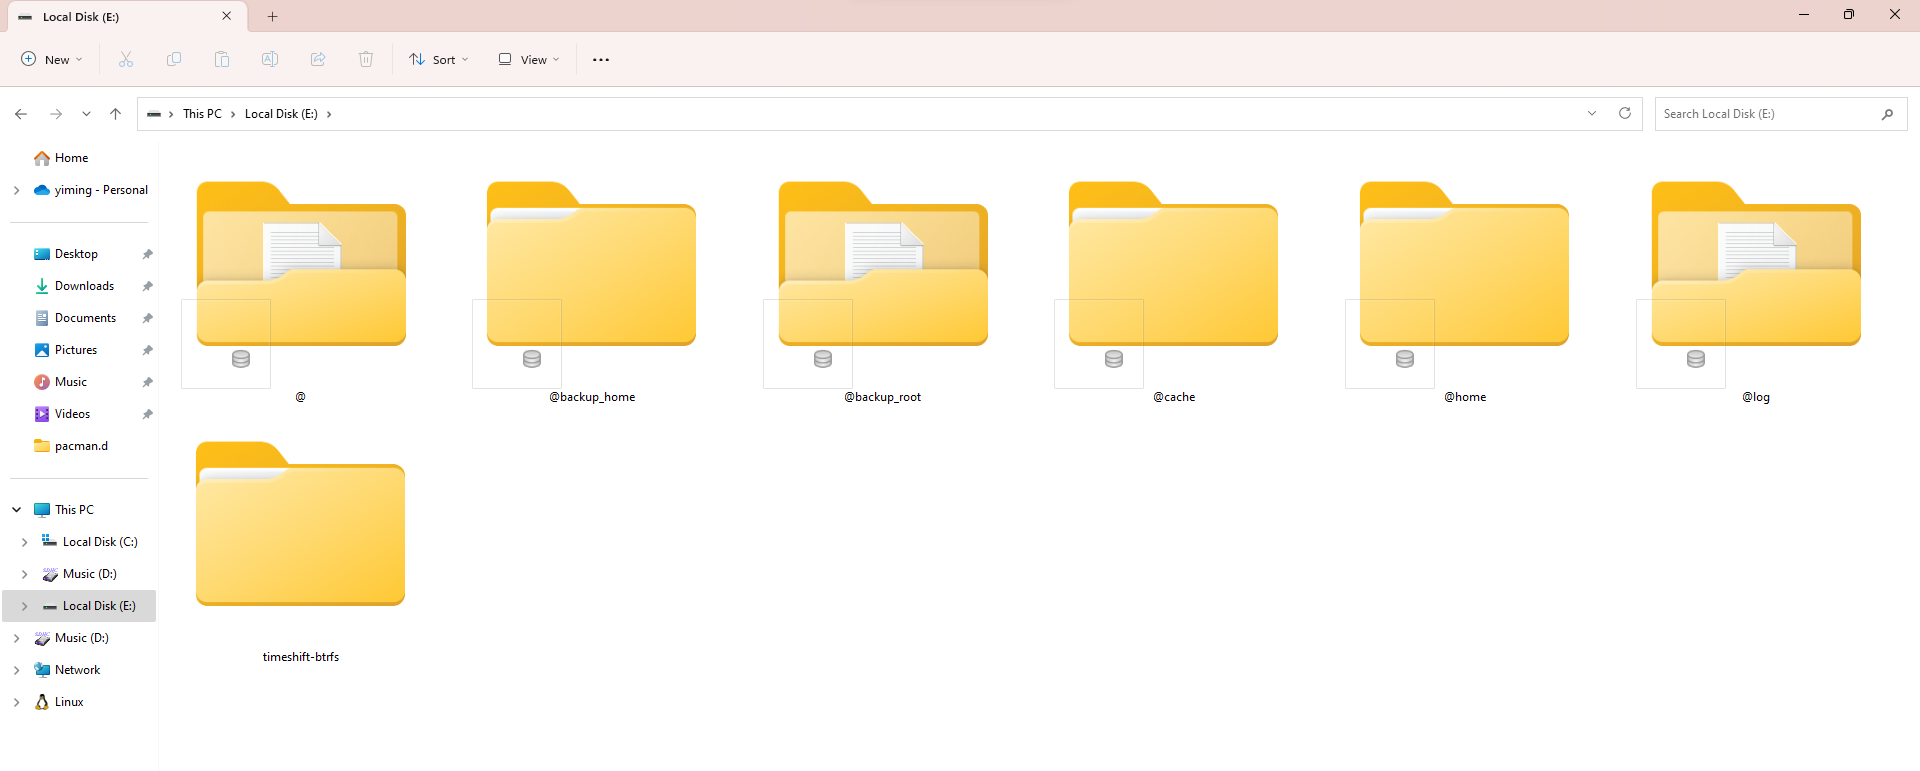 Local Disk (E:)
New
Sort
View
This PC
Local Disk (E:)
Search Local Disk (E:)
Home
yiming - Personal
Desktop
Downloads
Documents
Pictures
Music
Videos
pacman.d
This PC
Local Disk (C:)
Music (D:)
Local Disk (E:)
Music (D:)
Network
Linux
@
@backup_home
@backup_root
@cache
@home
@log
timeshift-btrfs